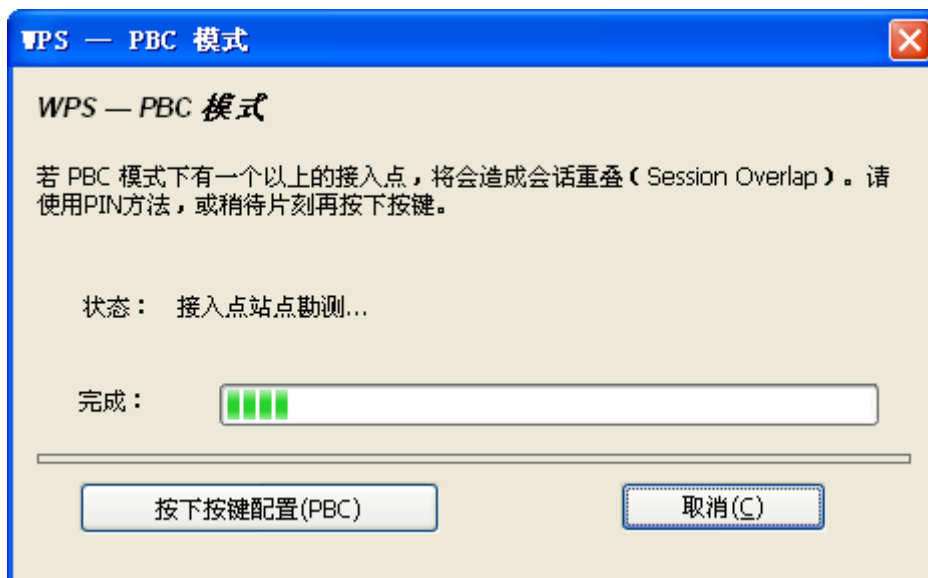 WPS — PBC 模式
WPS — PBC 模式
若 PBC 模式下有一个以上的接入点，将会造成会话重叠（Session Overlap）。请
使用PIN方法，或稍待片刻再按下按键。
状态： 接入点站点勘测...
完成：
按下按键配置(PBC)
取消(C)